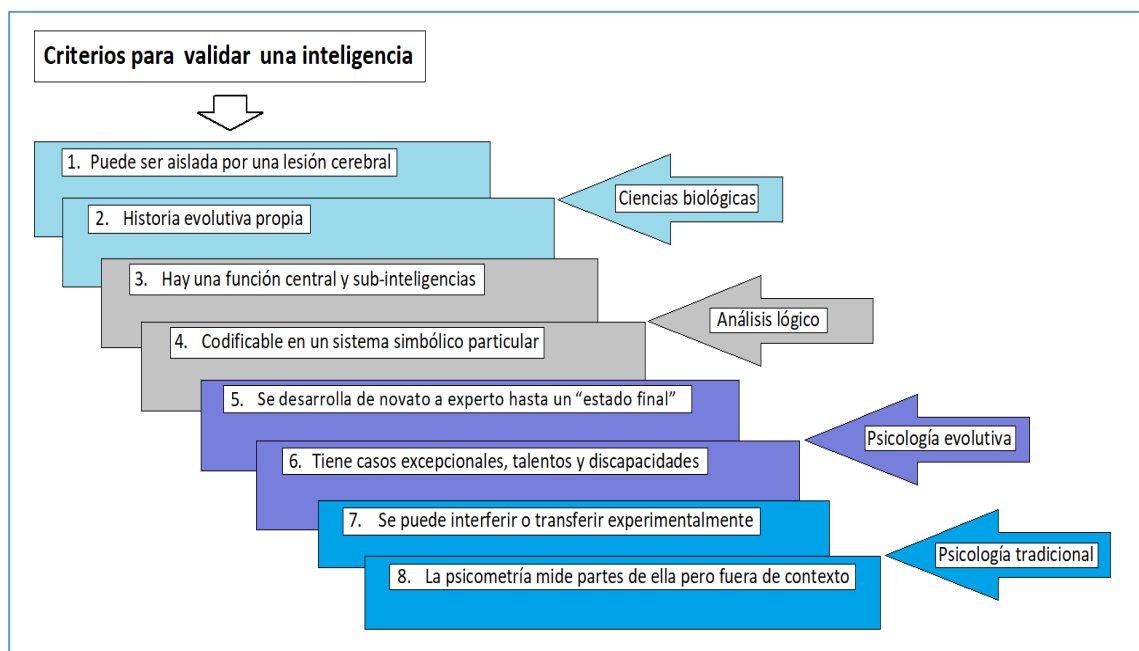 Criterios para validar una inteligencia
1. Puede ser aislada por una lesión cerebral
2. Historia evolutiva propia
Ciencias biológicas
3. Hay una función central y sub-inteligencias
4. Codificable en un sistema simbólico particular
Análisis lógico
5. Se desarrolla de novato a experto hasta un “estado final”
6. Tiene casos excepcionales, talentos y discapacidades
Psicología evolutiva
7. Se puede interferir o transferir experimentalmente
8. La psicometría mide partes de ella pero fuera de contexto
Psicología tradicional